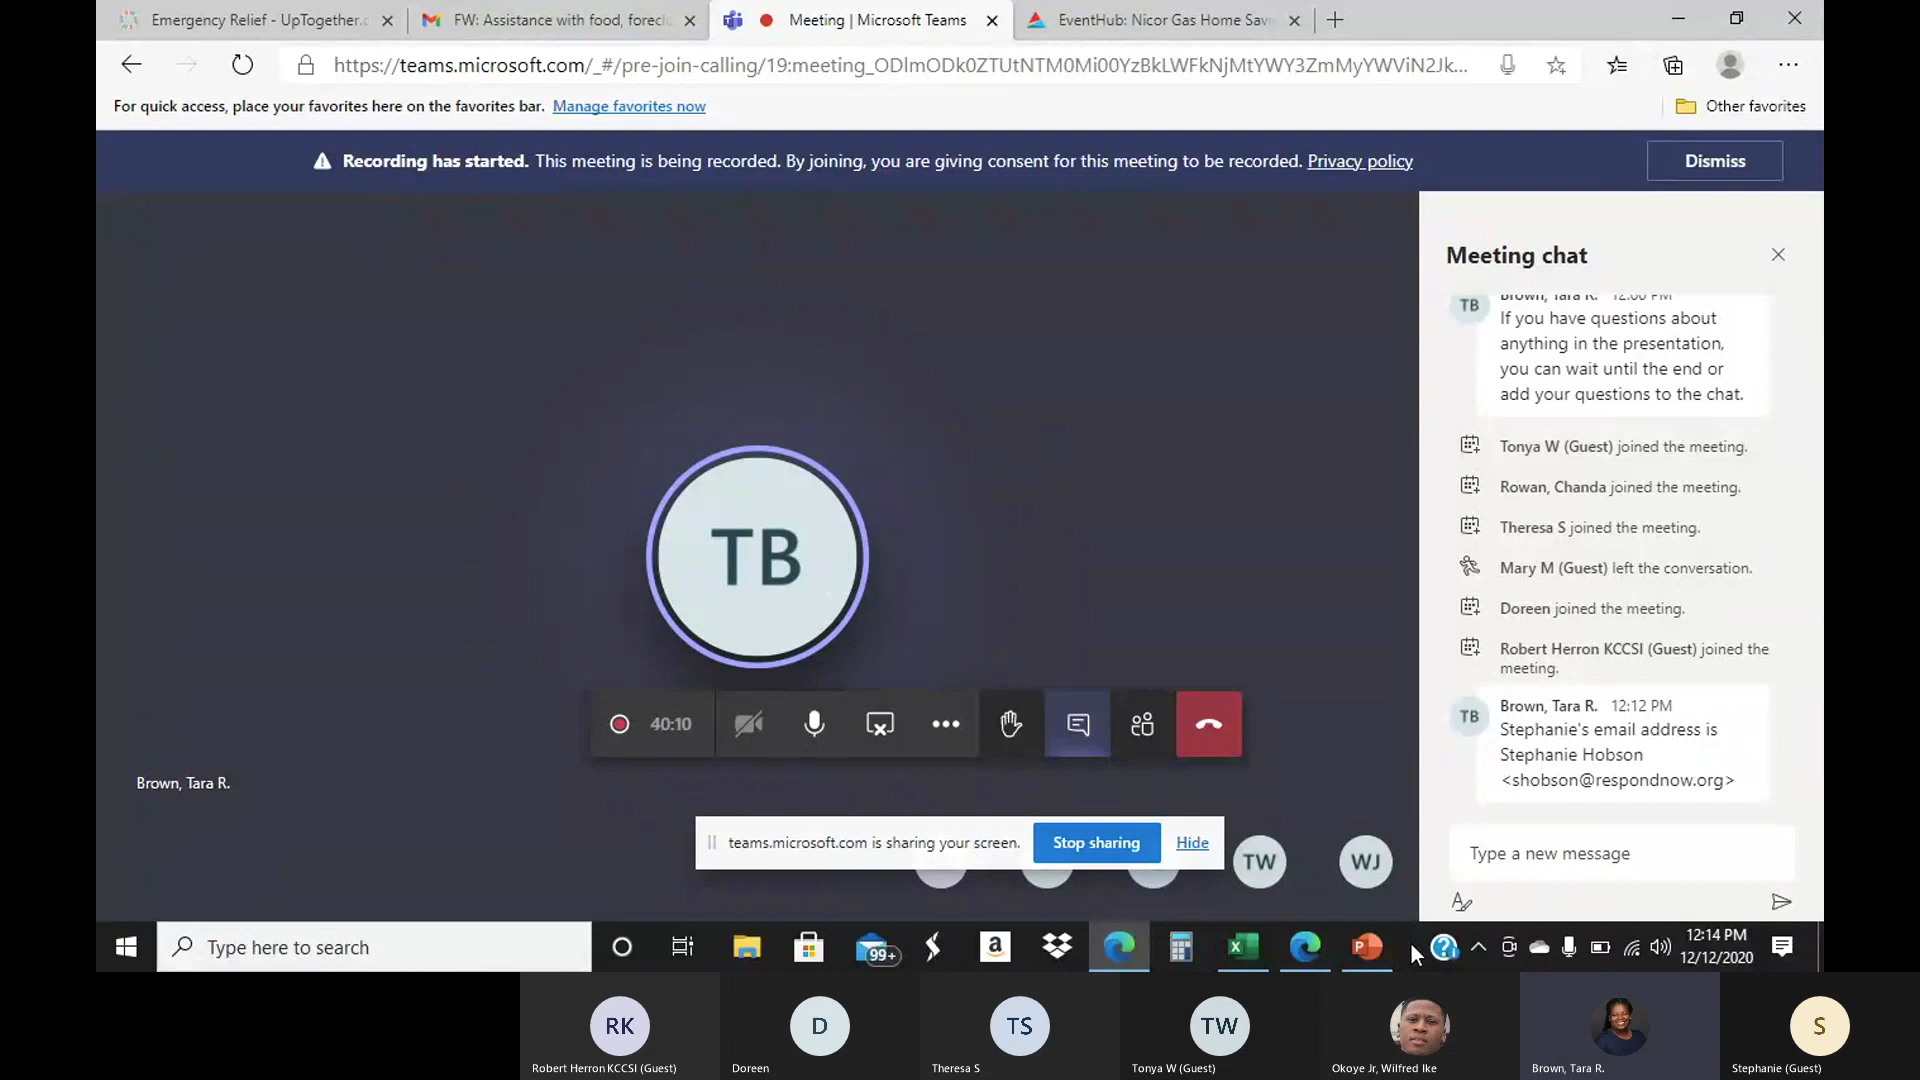 Emergency Relief - UpTogether.c
FW: Assistance with food, forecl
Meeting | Microsoft Teams
EventHub: Nicor Gas Home Sav
https://teams.microsoft.com/_#/pre-join-calling/19:meeting_ODlmODk0ZTUtNTM0Mi00YzBkLWFkNjMtYWY3ZmMyYWViN2Jk...
For quick access, place your favorites here on the favorites bar. Manage favorites now
Other favorites
Recording has started. This meeting is being recorded. By joining, you are giving consent for this meeting to be recorded. Privacy policy
Dismiss
Meeting chat
TB
Brown, Tara R. 12:00 PM
If you have questions about
anything in the presentation,
you can wait until the end or
add your questions to the chat.
Tonya W (Guest) joined the meeting.
Rowan, Chanda joined the meeting.
Theresa S joined the meeting.
Mary M (Guest) left the conversation.
Doreen joined the meeting.
Robert Herron KCCSI (Guest) joined the
meeting.
TB
Brown, Tara R. 12:12 PM
Stephanie's email address is
Stephanie Hobson
<shobson@respondnow.org>
Type a new message
TB
40:10
Brown, Tara R.
teams.microsoft.com is sharing your screen.
Stop sharing
Hide
TW
WJ
Type here to search
99+
12:14 PM
12/12/2020
RK
D
TS
TW
S
Robert Herron KCCSI (Guest)
Doreen
Theresa S
Tonya W (Guest)
Okoye Jr, Wilfred Ike
Brown, Tara R.
Stephanie (Guest)